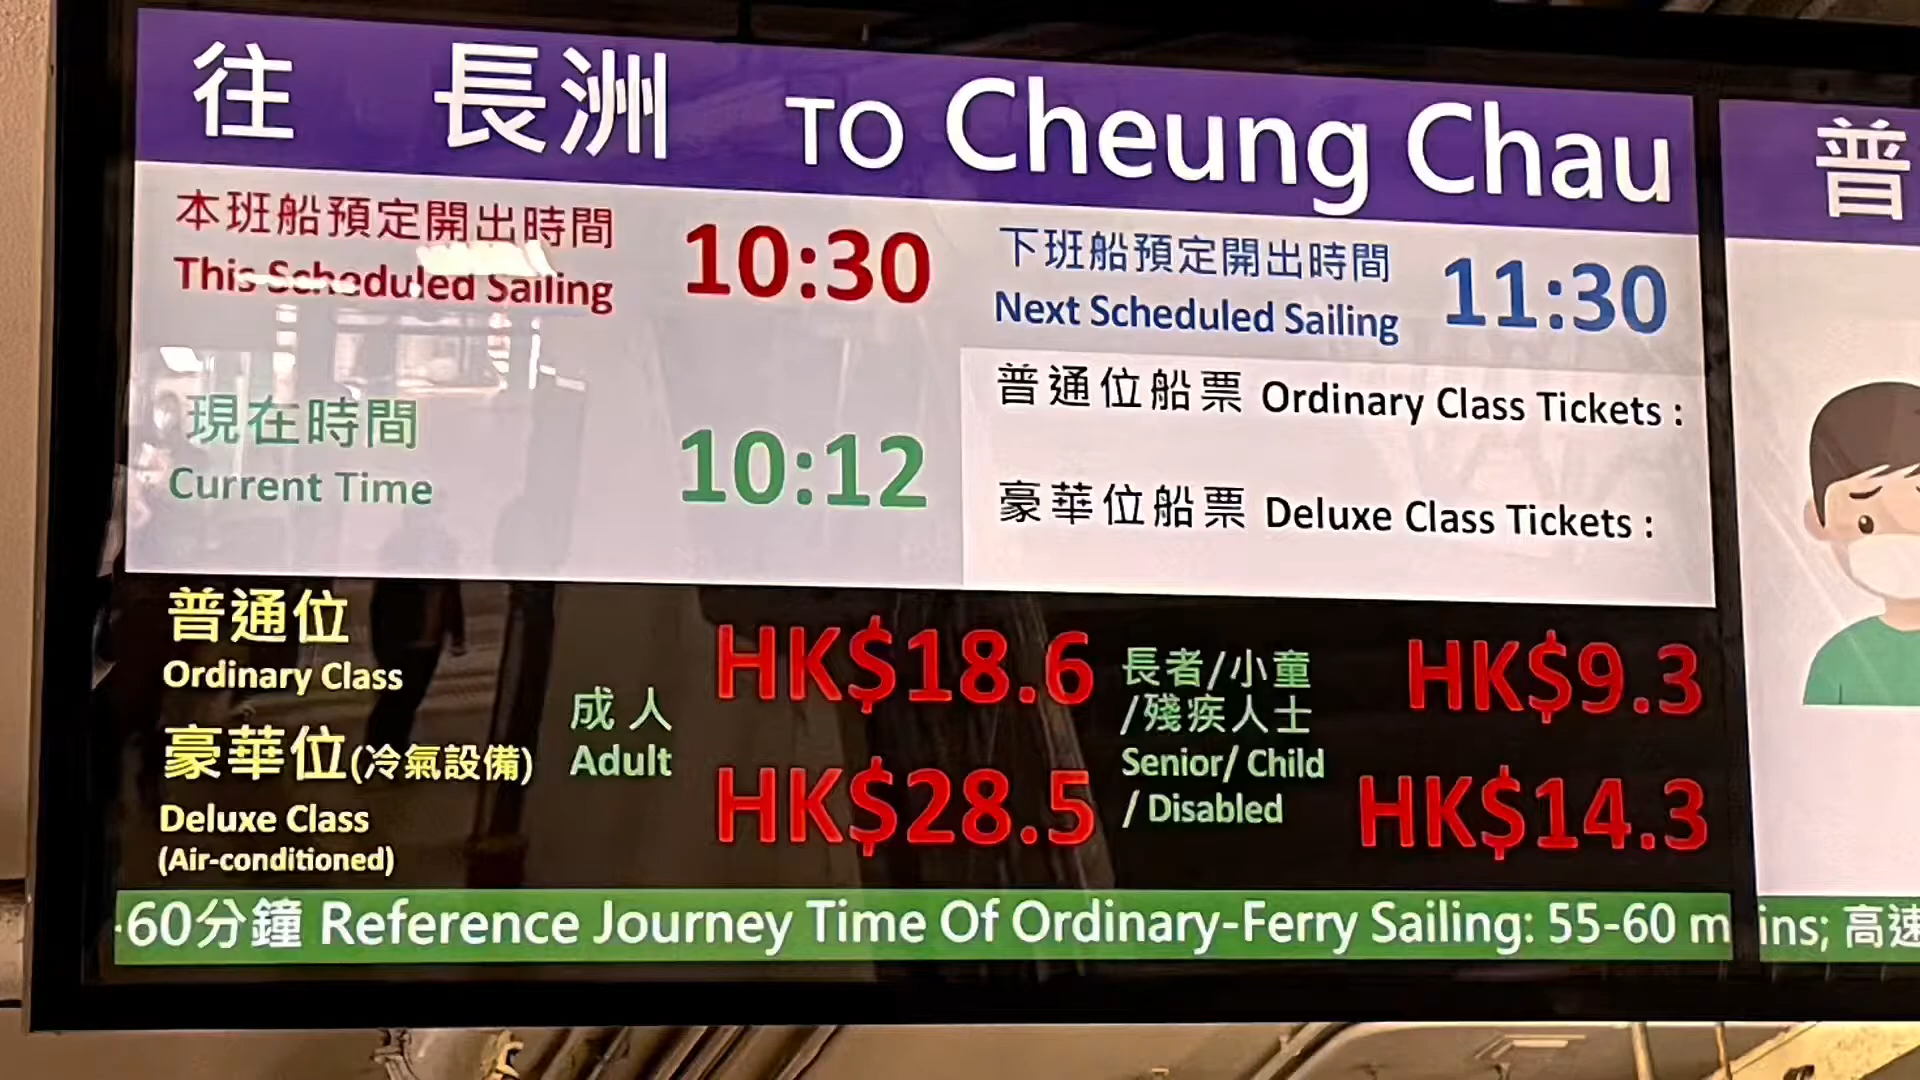 往 長洲 TO Cheung Chau
本班船預定開出時間
This Scheduled Sailing
10:30
下班船預定開出時間
Next Scheduled Sailing
11:30
現在時間
Current Time
10:12
普通位船票 Ordinary Class Tickets :
豪華位船票 Deluxe Class Tickets :
普通位
Ordinary Class
豪華位(冷氣設備)
Deluxe Class
(Air-conditioned)
成人
Adult
HK$18.6
HK$28.5
長者/小童
/殘疾人士
Senior/ Child
/ Disabled
HK$9.3
HK$14.3
60分鐘 Reference Journey Time Of Ordinary-Ferry Sailing: 55-60 mins; 高速
普